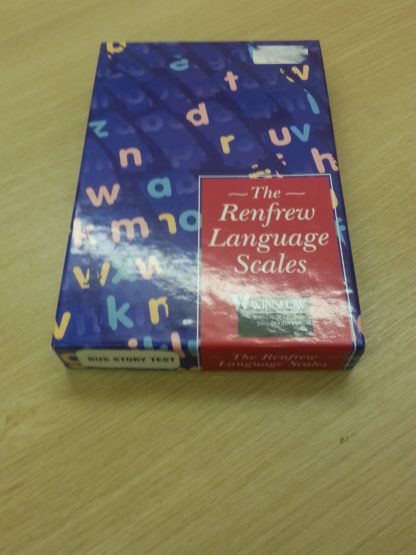 The
Renfrew
Language
Scales
WINSLOW
BUS STORY TEST
The Renfrew
Language Scales